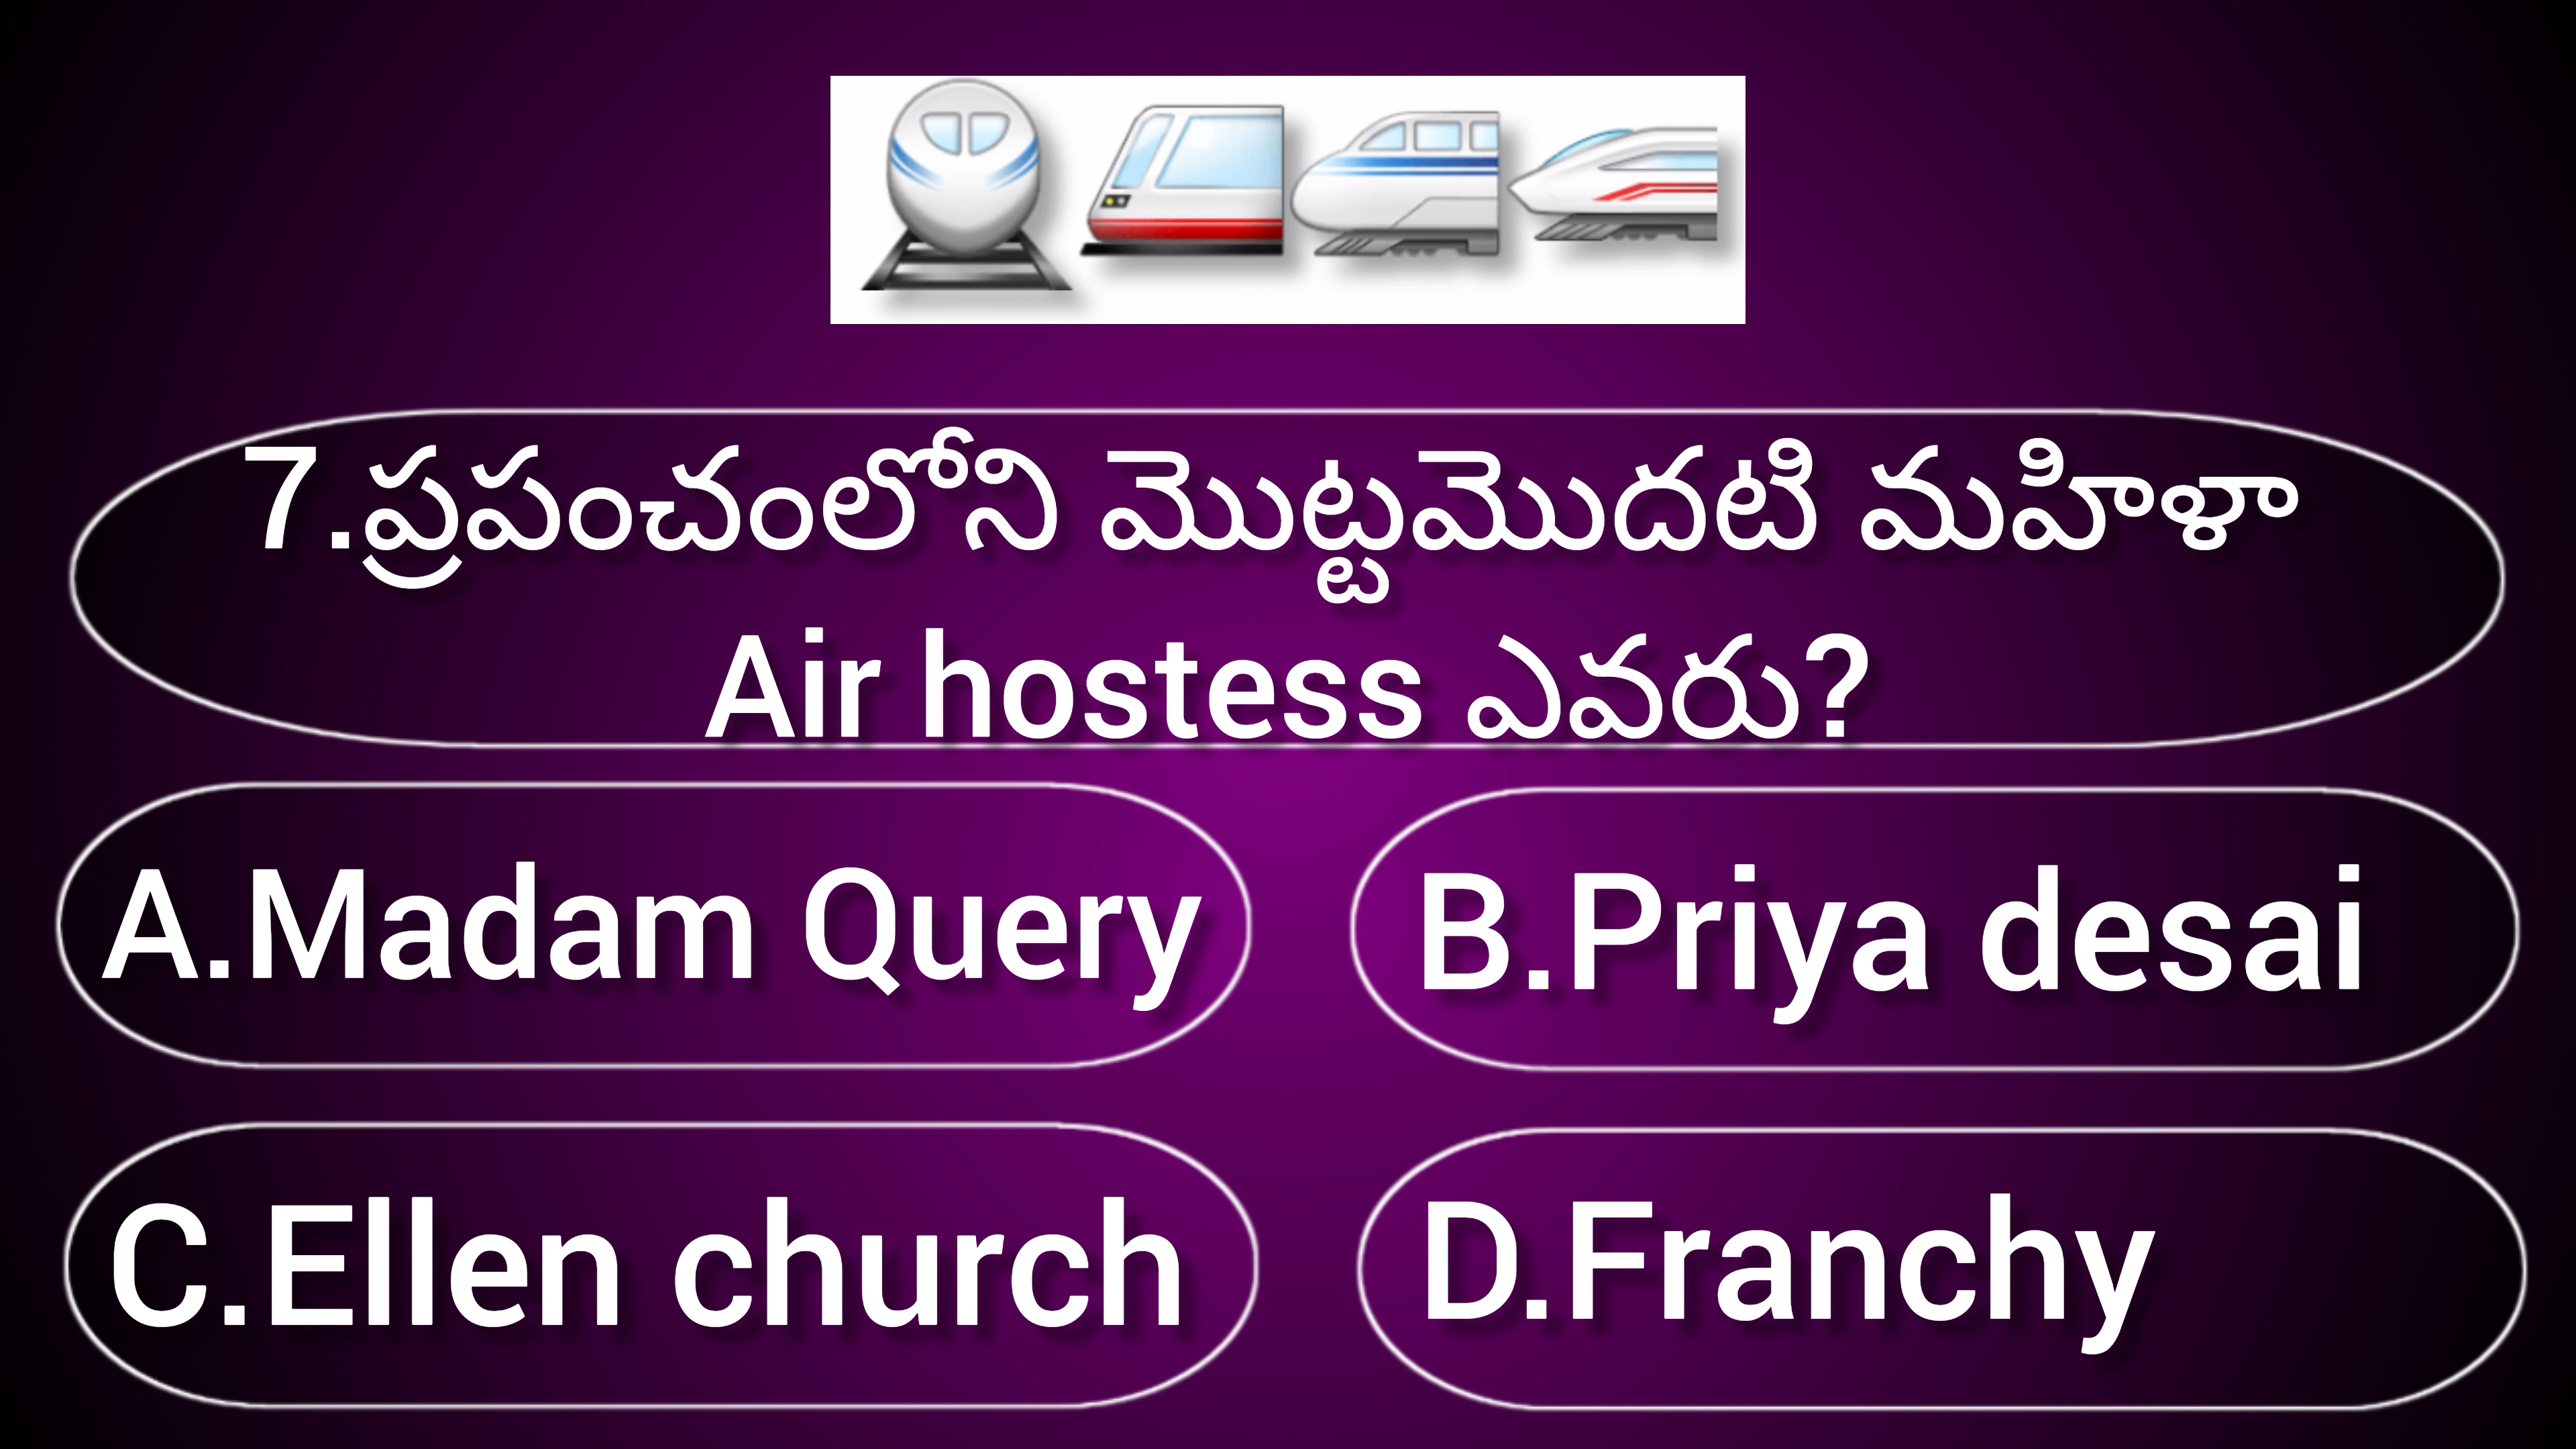 7.ప్రపంచంలోని మొట్టమొదటి మహిళా
Air hostess ఎవరు?
A.Madam Query
B.Priya desai
C.Ellen church
D.Franchy